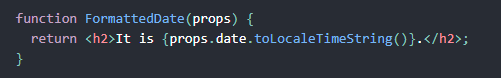 function FormattedDate(props) {
  return <h2>It is {props.date.toLocaleTimeString()}.</h2>;
}